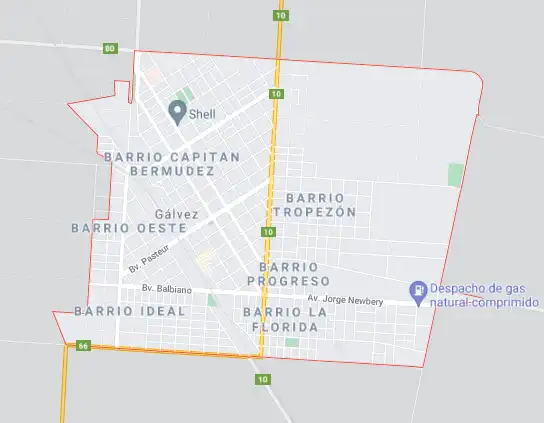 10
80
10
Shell
BARRIO CAPITAN
BERMUDEZ
BARRIO
TROPEZÓN
Gálvez
BARRIO OESTE
10
Bv. Pasteur
BARRIO
PROGRESO
Bv. Balbiano
Av. Jorge Newbery
Despacho de gas
natural comprimido
BARRIO IDEAL
BARRIO LA
FLORIDA
66
10